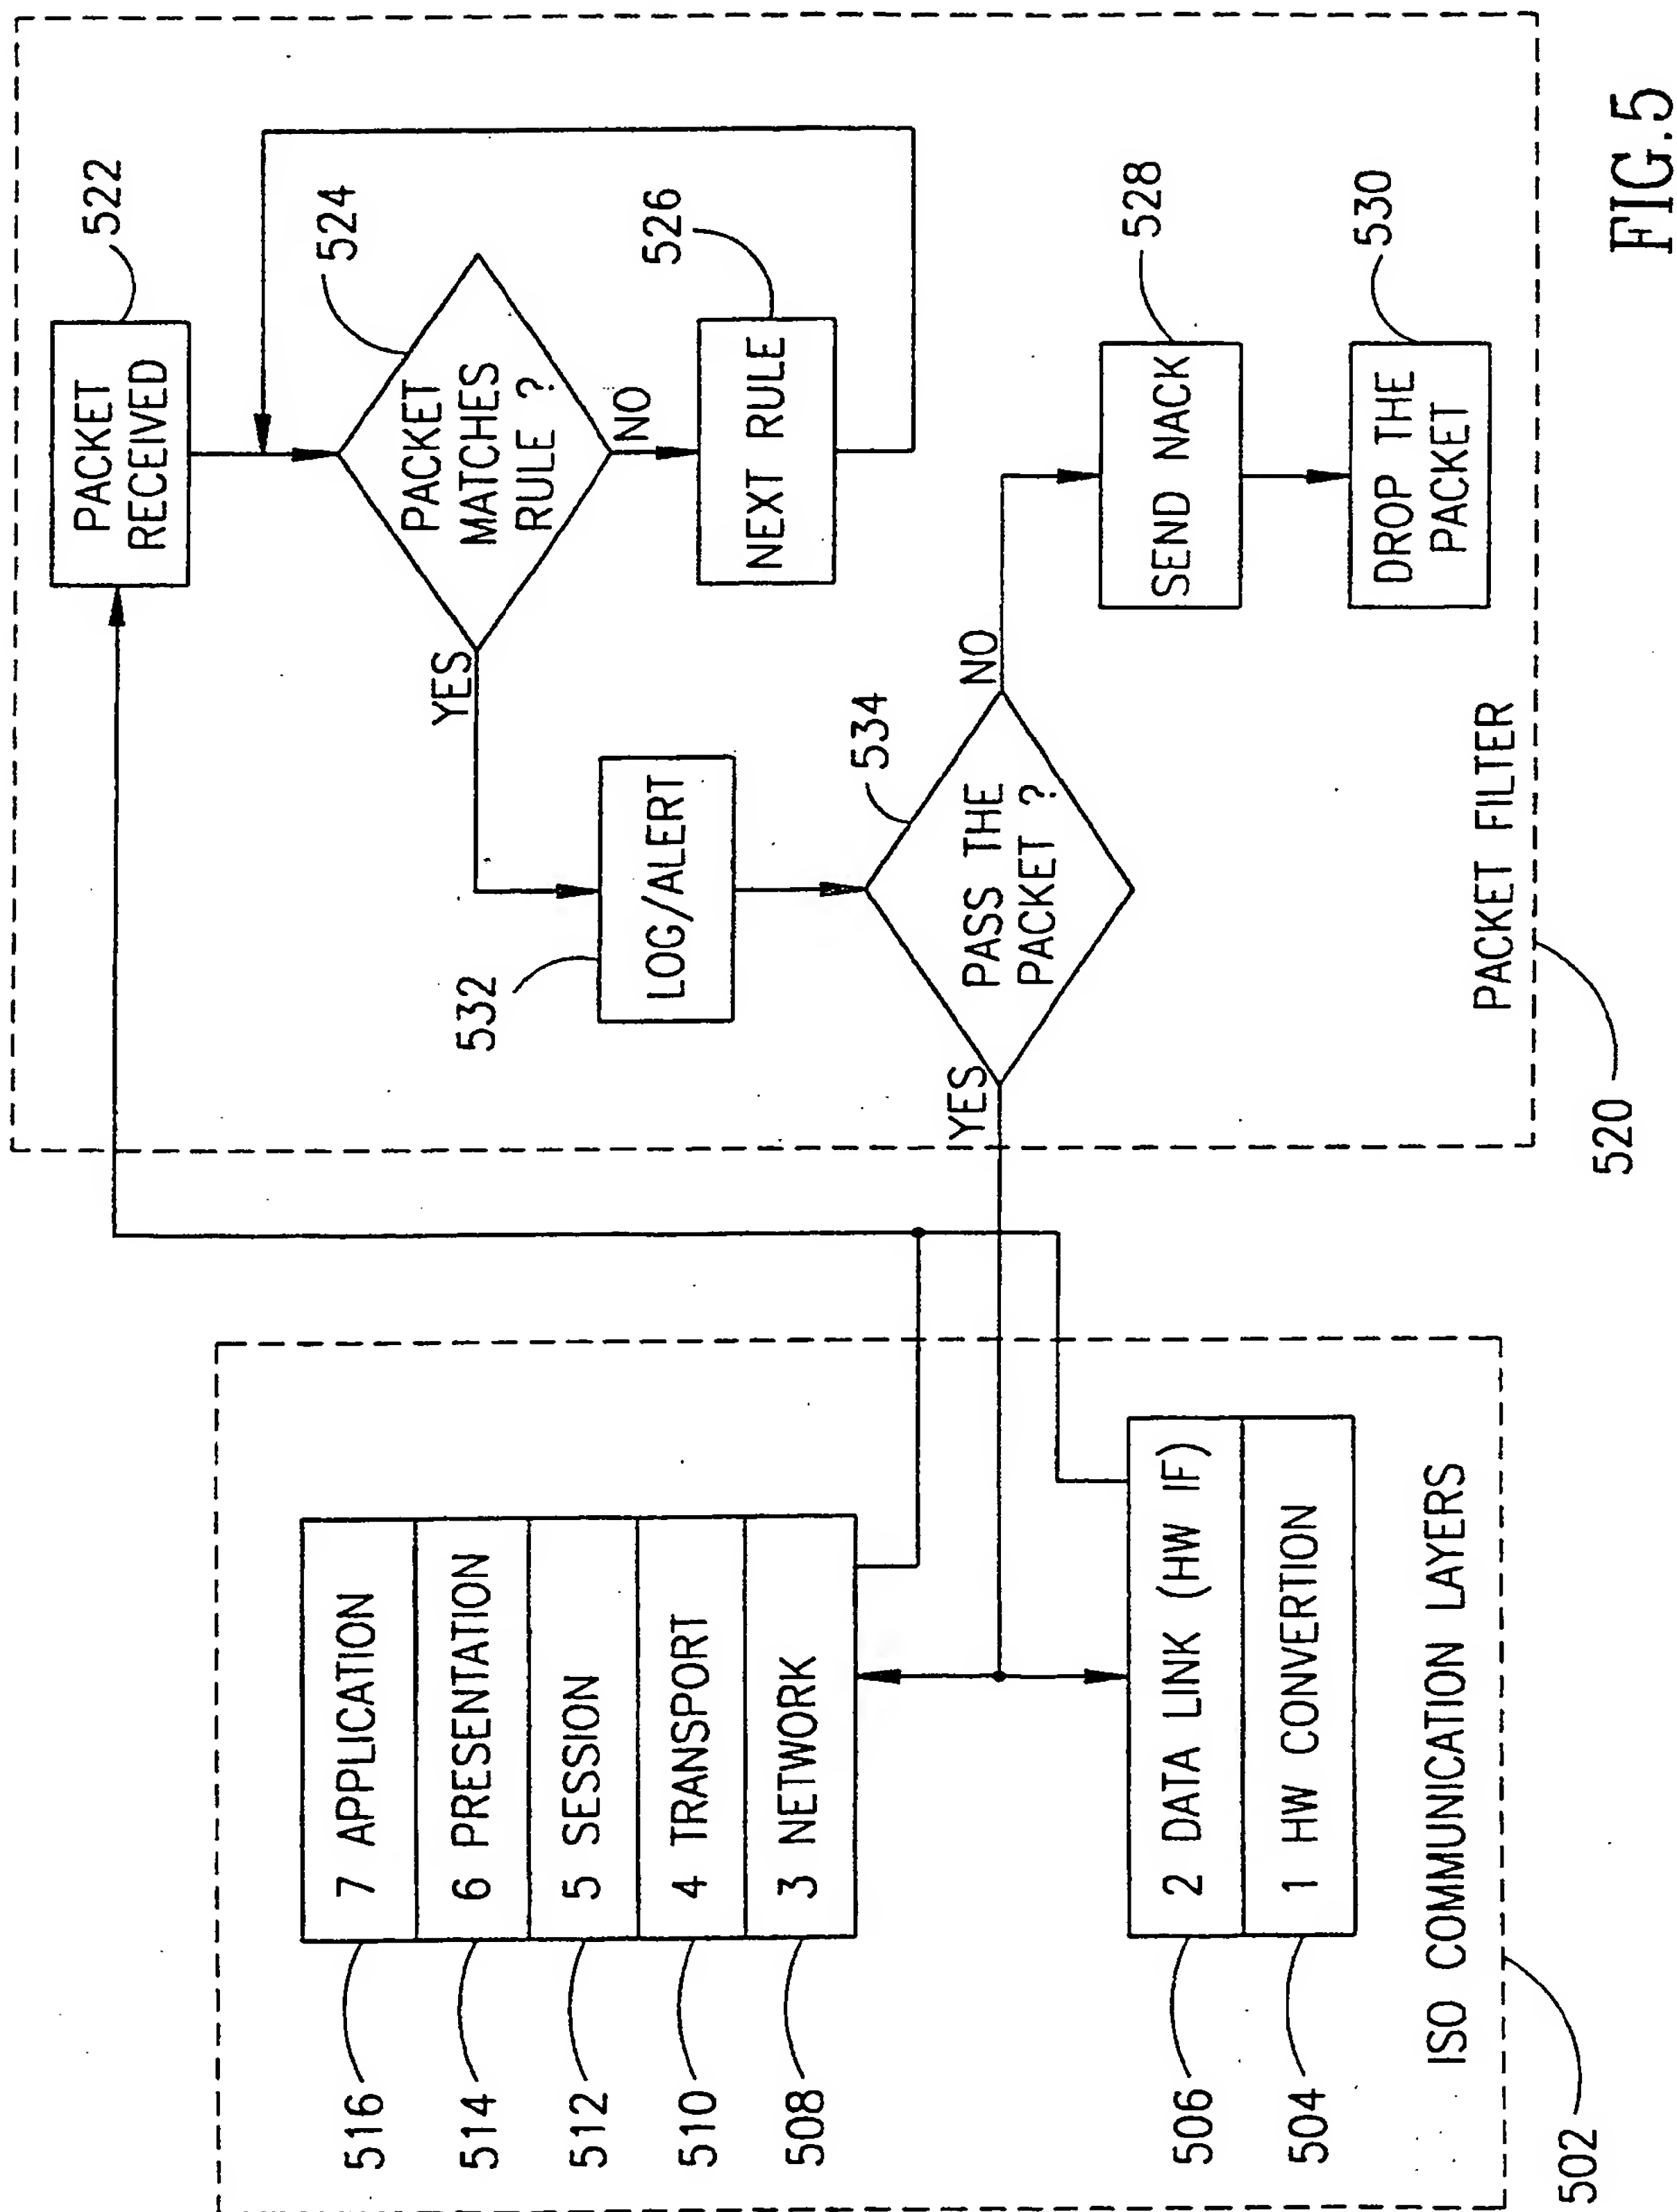 516
7 APPLICATION
514
6 PRESENTATION
512
5 SESSION
510
4 TRANSPORT
508
3 NETWORK
506
2 DATA LINK (HW IF)
504
1 HW CONVERTION
ISO COMMUNICATION LAYERS
502
PACKET
RECEIVED
522
PACKET
MATCHES
RULE ?
524
YES
NO
NEXT RULE
526
532
LOG/ALERT
534
PASS THE
PACKET ?
YES
NO
SEND NACK
528
DROP THE
PACKET
530
PACKET FILTER
520
FIG.5